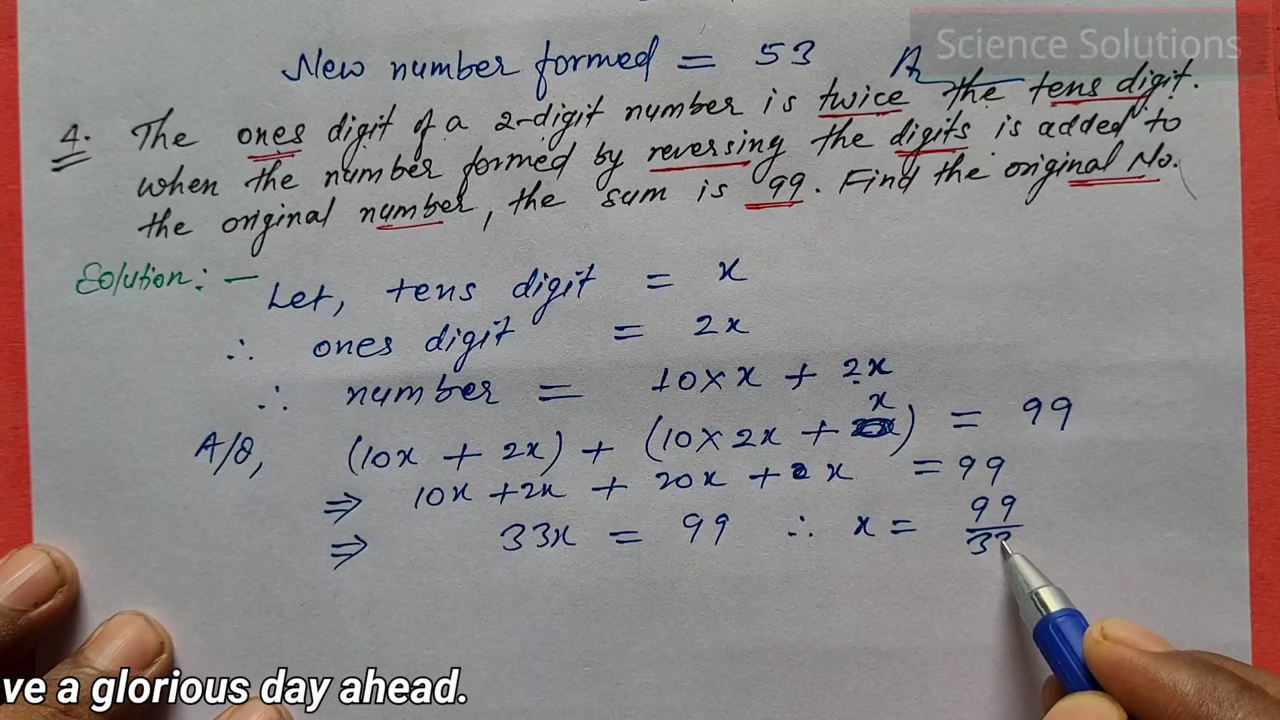 Science Solutions
New number formed = 53
4. The ones digit of a 2-digit number is twice the tens digit.
when the number formed by reversing the digits is added to
the original number, the sum is 99. Find the original No.
Solution: -
Let, tens digit = x
∴ ones digit = 2x
∴ number = 10×x + 2x
A/Q, (10x + 2x) + (10×2x + x) = 99
⇒ 10x + 2x + 20x + x = 99
⇒ 33x = 99 ∴ x = 99/33
ve a glorious day ahead.